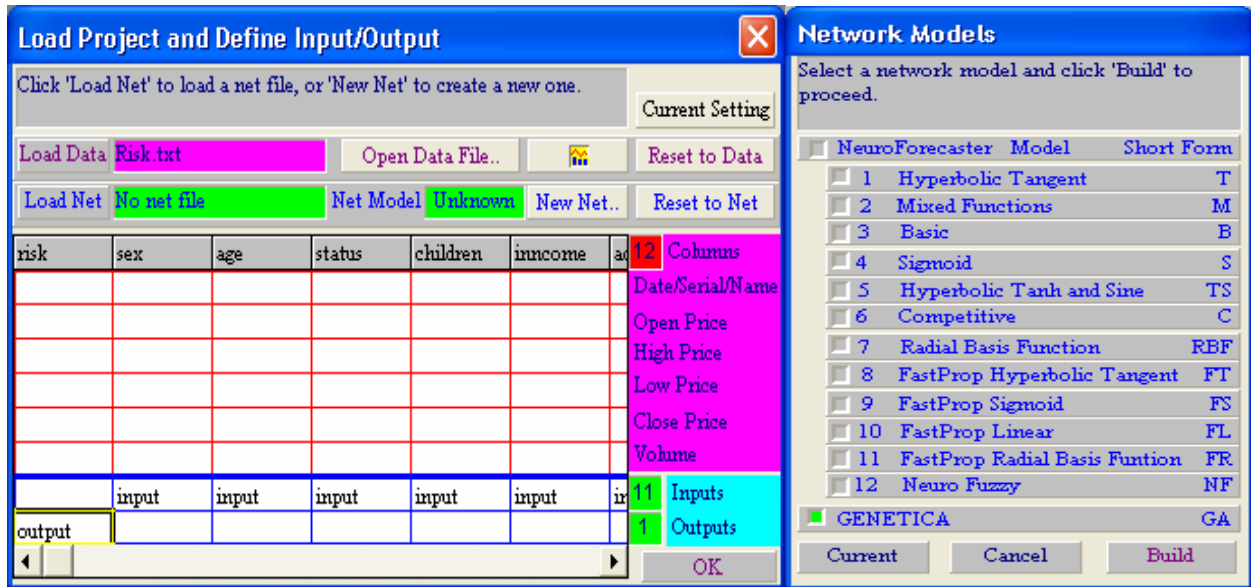 Load Project and Define Input/Output
Click 'Load Net' to load a net file, or 'New Net' to create a new one.
Current Setting
Load Data Risk.txt Open Data File.. Reset to Data
Load Net No net file Net Model Unknown New Net.. Reset to Net
risk sex age status children inncome
12 Columns
Date/Serial/Name
Open Price
High Price
Low Price
Close Price
Volume
input input input input input
11 Inputs
output
1 Outputs
OK
Network Models
Select a network model and click 'Build' to
proceed.
NeuroForecaster Model Short Form
1 Hyperbolic Tangent T
2 Mixed Functions M
3 Basic B
4 Sigmoid S
5 Hyperbolic Tanh and Sine TS
6 Competitive C
7 Radial Basis Function RBF
8 FastProp Hyperbolic Tangent FT
9 FastProp Sigmoid FS
10 FastProp Linear FL
11 FastProp Radial Basis Funtion FR
12 Neuro Fuzzy NF
GENETICA GA
Current Cancel Build